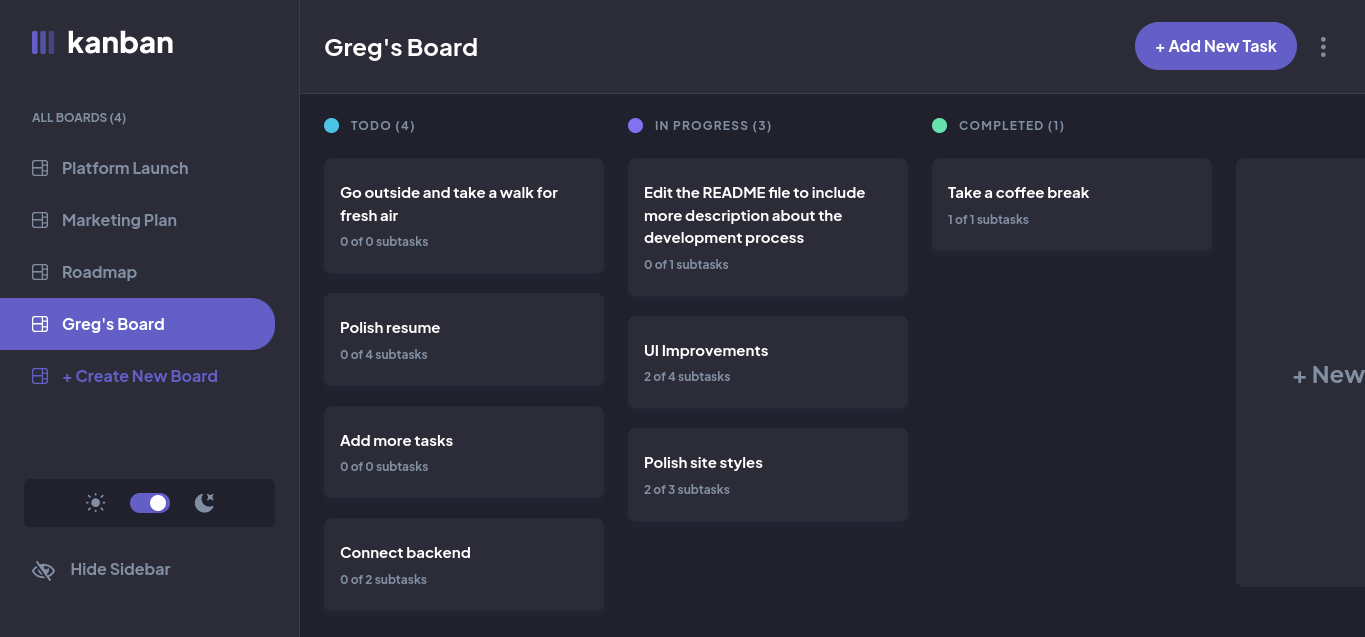 kanban
ALL BOARDS (4)
Platform Launch
Marketing Plan
Roadmap
Greg's Board
+ Create New Board
Hide Sidebar
Greg's Board
+ Add New Task
TODO (4)
Go outside and take a walk for
fresh air
0 of 0 subtasks
Polish resume
0 of 4 subtasks
Add more tasks
0 of 0 subtasks
Connect backend
0 of 2 subtasks
IN PROGRESS (3)
Edit the README file to include
more description about the
development process
0 of 1 subtasks
UI Improvements
2 of 4 subtasks
Polish site styles
2 of 3 subtasks
COMPLETED (1)
Take a coffee break
1 of 1 subtasks
+ New